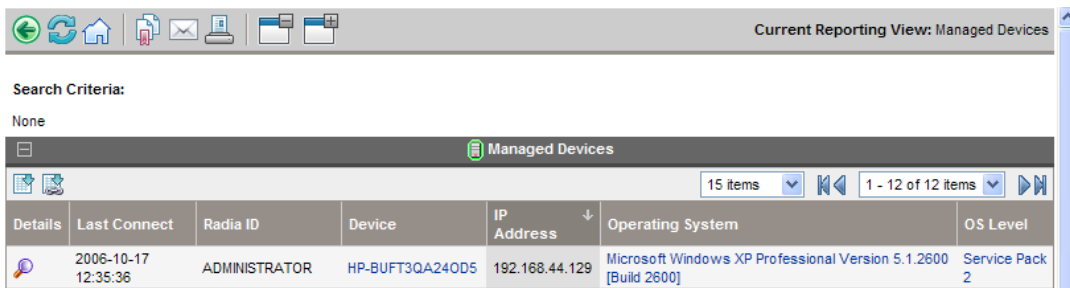 Current Reporting View: Managed Devices
Search Criteria:
None
Managed Devices
15 items
1 - 12 of 12 items
Details Last Connect Radia ID Device IP Address Operating System OS Level
2006-10-17 12:35:36 ADMINISTRATOR HP-BUFT3QA24OD5 192.168.44.129 Microsoft Windows XP Professional Version 5.1.2600 [Build 2600] Service Pack 2